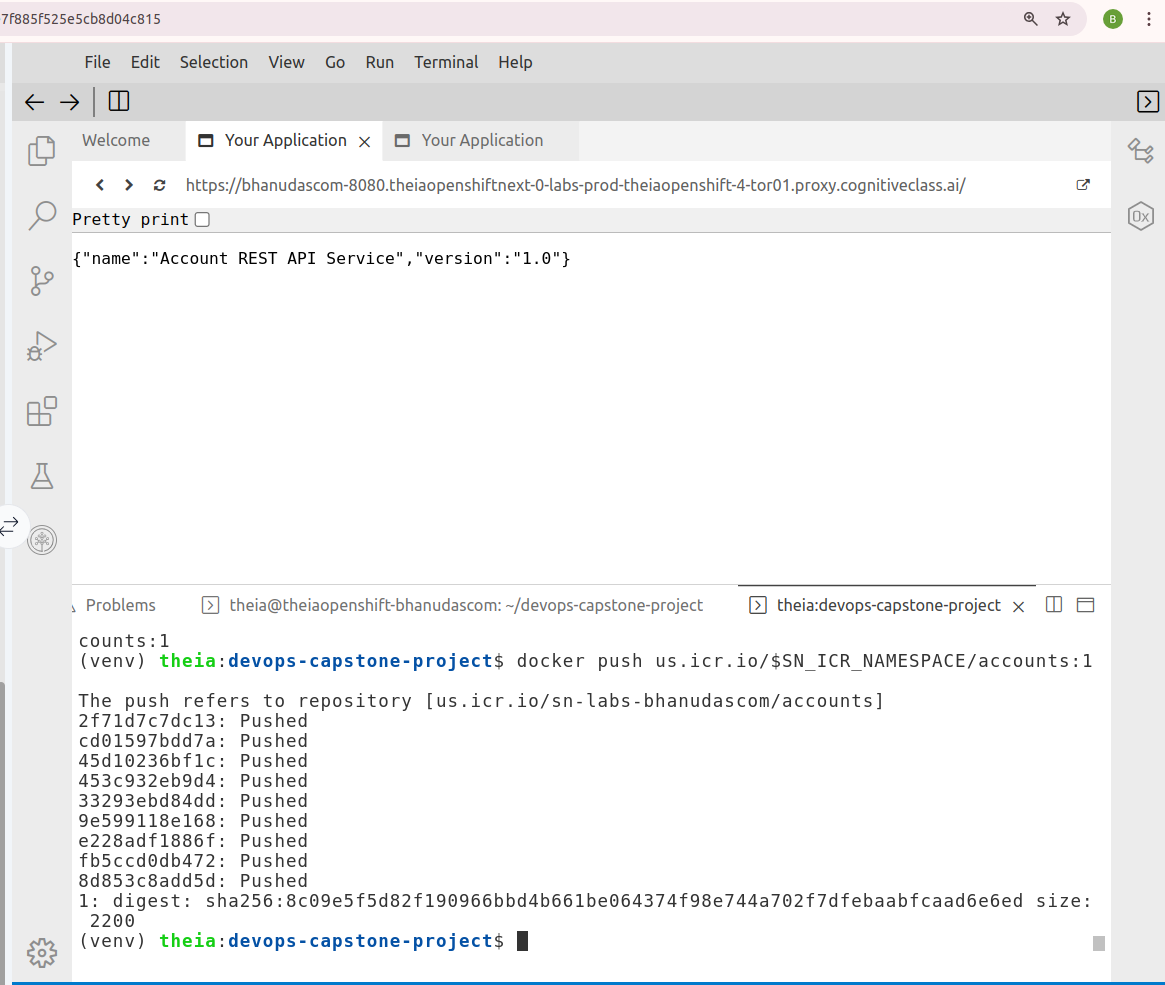 7f885f525e5cb8d04c815
B
File Edit Selection View Go Run Terminal Help
Welcome Your Application Your Application
https://bhanudascom-8080.theiaopenshiftnext-0-labs-prod-theiaopenshift-4-tor01.proxy.cognitiveclass.ai/
Pretty print
{"name":"Account REST API Service","version":"1.0"}
0x
Problems theia@theiaopenshift-bhanudascom: ~/devops-capstone-project theia:devops-capstone-project
counts:1
(venv) theia:devops-capstone-project$ docker push us.icr.io/$SN_ICR_NAMESPACE/accounts:1
The push refers to repository [us.icr.io/sn-labs-bhanudascom/accounts]
2f71d7c7dc13: Pushed
cd01597bdd7a: Pushed
45d10236bf1c: Pushed
453c932eb9d4: Pushed
33293ebd84dd: Pushed
9e599118e168: Pushed
e228adf1886f: Pushed
fb5ccd0db472: Pushed
8d853c8add5d: Pushed
1: digest: sha256:8c09e5f5d82f190966bbd4b661be064374f98e744a702f7dfebaabfcaad6e6ed size:
2200
(venv) theia:devops-capstone-project$